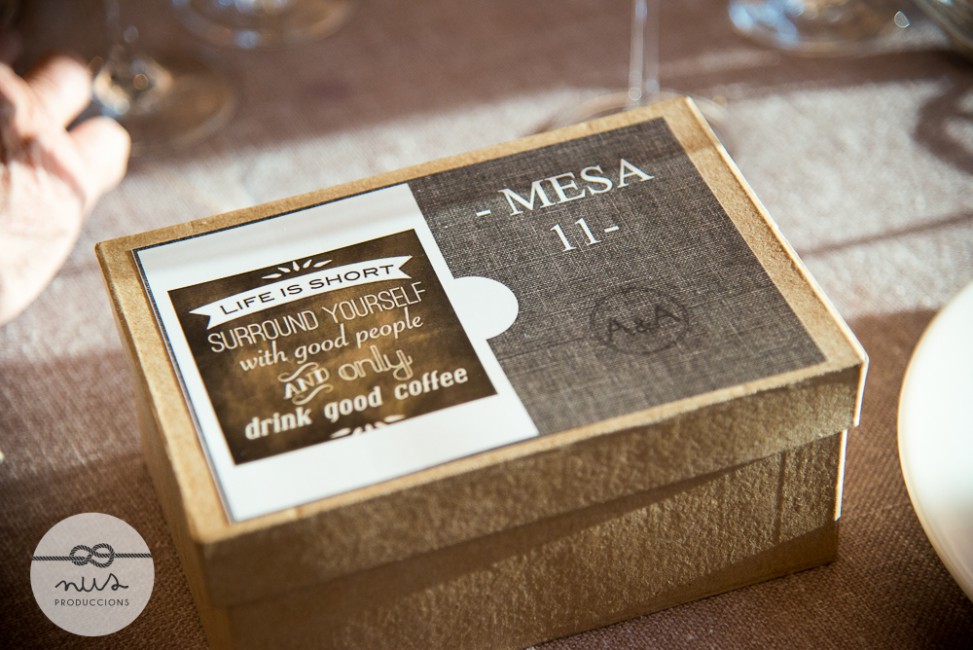 LIFE IS SHORT
SURROUND YOURSELF
with good people
AND only
drink good coffee
- MESA
11-
A&A
nus
PRODUCCIONS